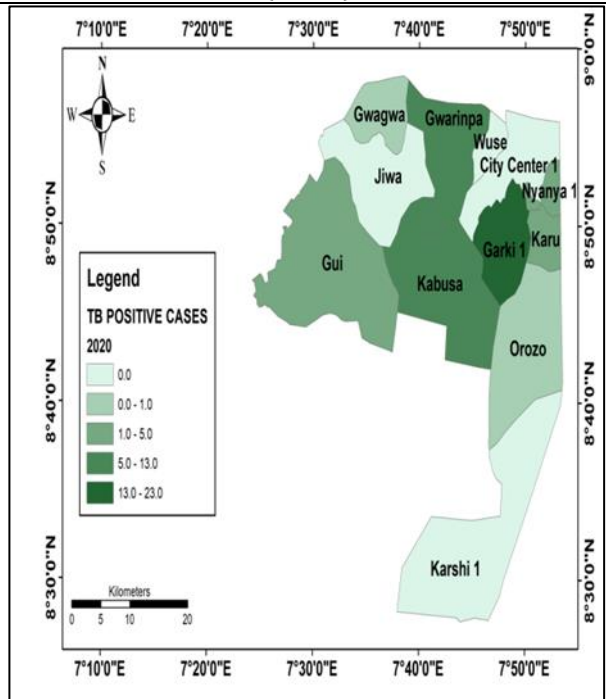 7°10'0"E 7°20'0"E 7°30'0"E 7°40'0"E 7°50'0"E
9°0'0"N
9°0'0"N
N
W E
S
Gwagwa
Gwarinpa
Wuse
City Center 1
Jiwa
Nyanya 1
8°50'0"N
8°50'0"N
Garki 1
Karu
Gui
Kabusa
Orozo
Legend
TB POSITIVE CASES
2020
0.0
0.0 - 1.0
1.0 - 5.0
5.0 - 13.0
13.0 - 23.0
8°40'0"N
8°40'0"N
Karshi 1
8°30'0"N
8°30'0"N
Kilometers
0 5 10 20
7°10'0"E 7°20'0"E 7°30'0"E 7°40'0"E 7°50'0"E